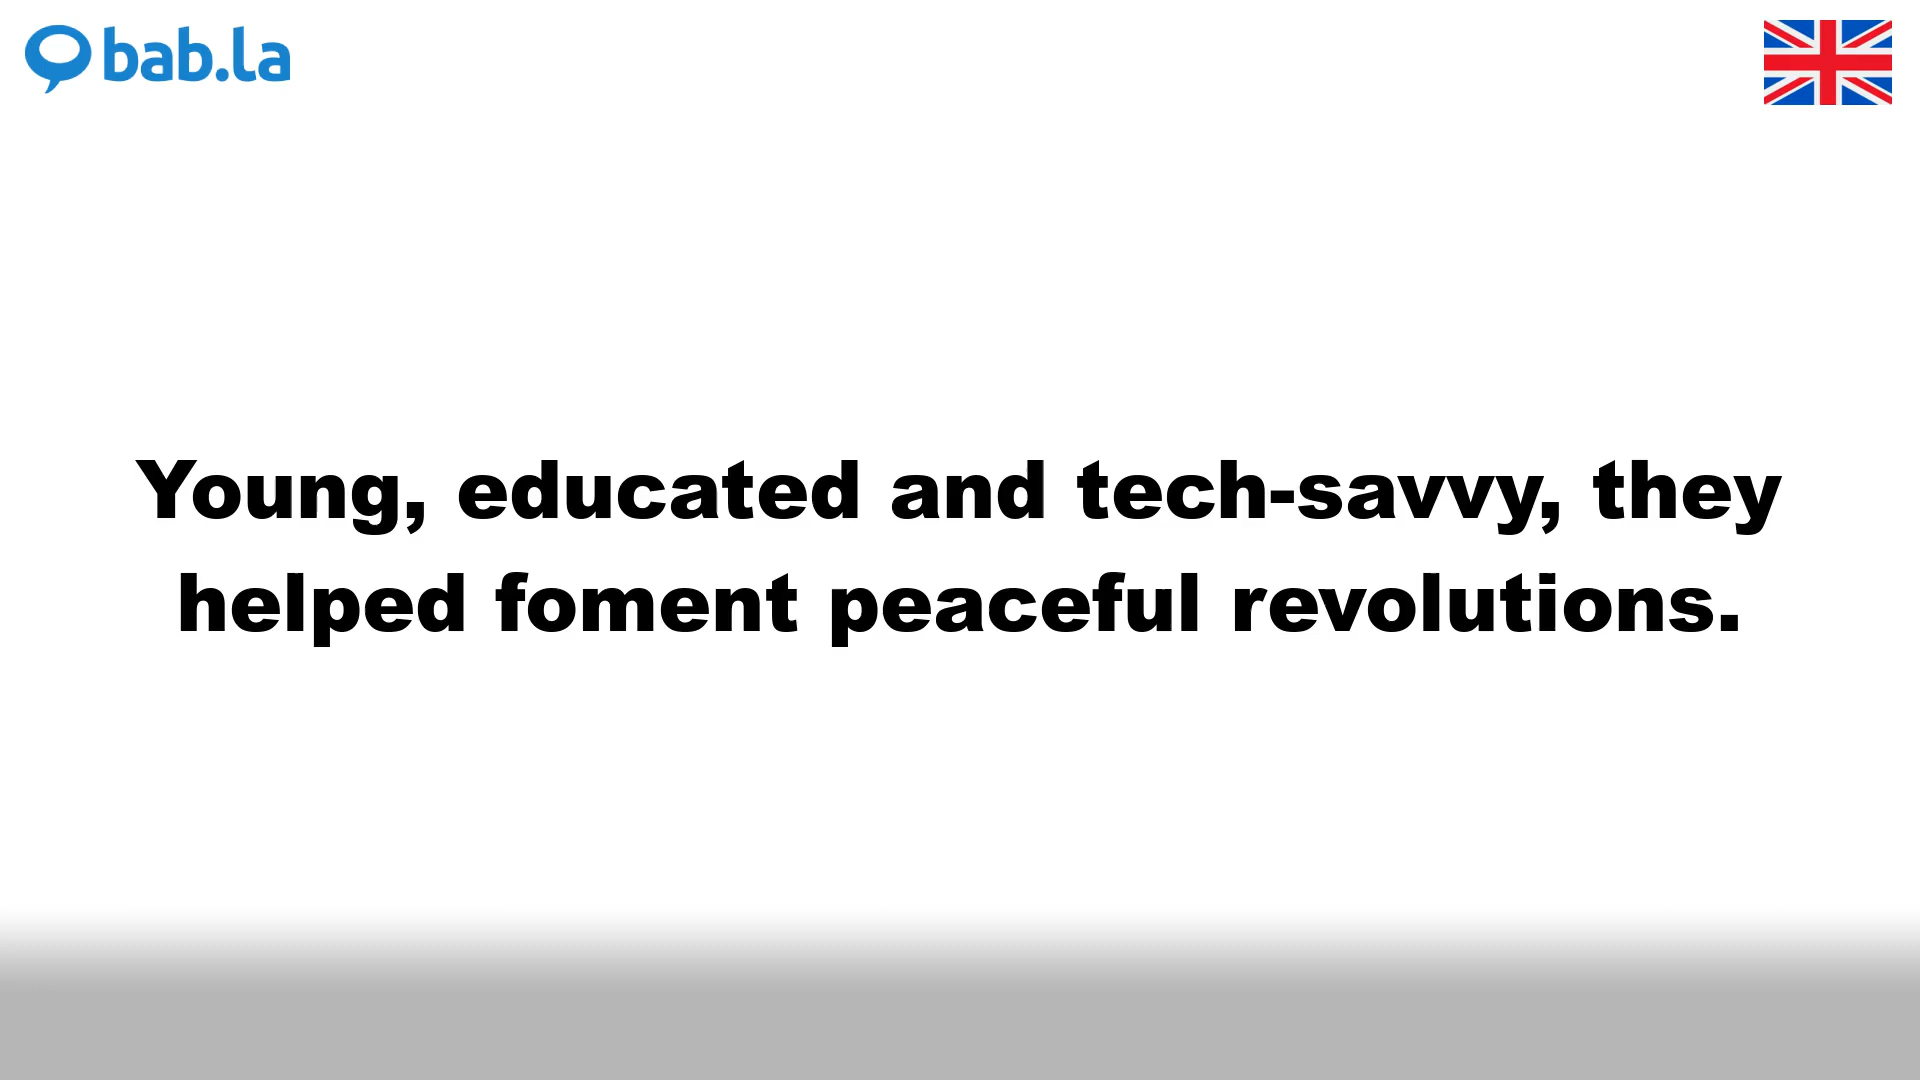 bab.la
Young, educated and tech-savvy, they
helped foment peaceful revolutions.